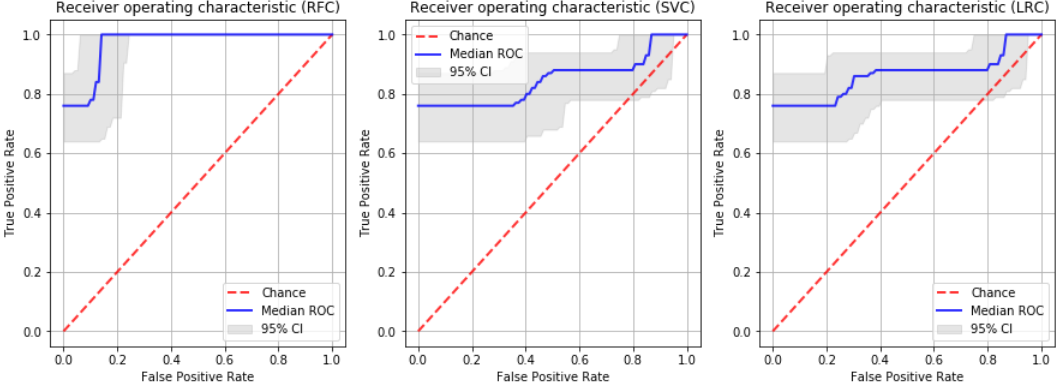 Receiver operating characteristic (RFC)
True Positive Rate
1.0
0.8
0.6
0.4
0.2
0.0
Chance
Median ROC
95% CI
0.0 0.2 0.4 0.6 0.8 1.0
False Positive Rate
Receiver operating characteristic (SVC)
True Positive Rate
Chance
Median ROC
95% CI
1.0
0.8
0.6
0.4
0.2
0.0
0.0 0.2 0.4 0.6 0.8 1.0
False Positive Rate
Receiver operating characteristic (LRC)
True Positive Rate
1.0
0.8
0.6
0.4
0.2
0.0
Chance
Median ROC
95% CI
0.0 0.2 0.4 0.6 0.8 1.0
False Positive Rate